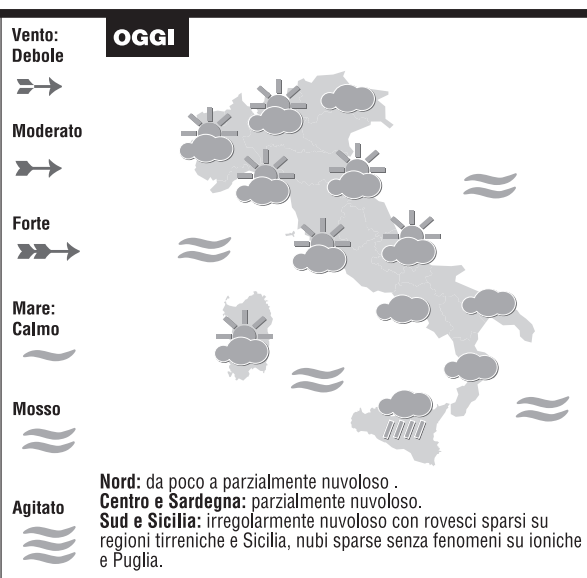 Vento:
Debole
OGGI
Moderato
Forte
Mare:
Calmo
Mosso
Agitato
Nord: da poco a parzialmente nuvoloso .
Centro e Sardegna: parzialmente nuvoloso.
Sud e Sicilia: irregolarmente nuvoloso con rovesci sparsi su
regioni tirreniche e Sicilia, nubi sparse senza fenomeni su ioniche
e Puglia.